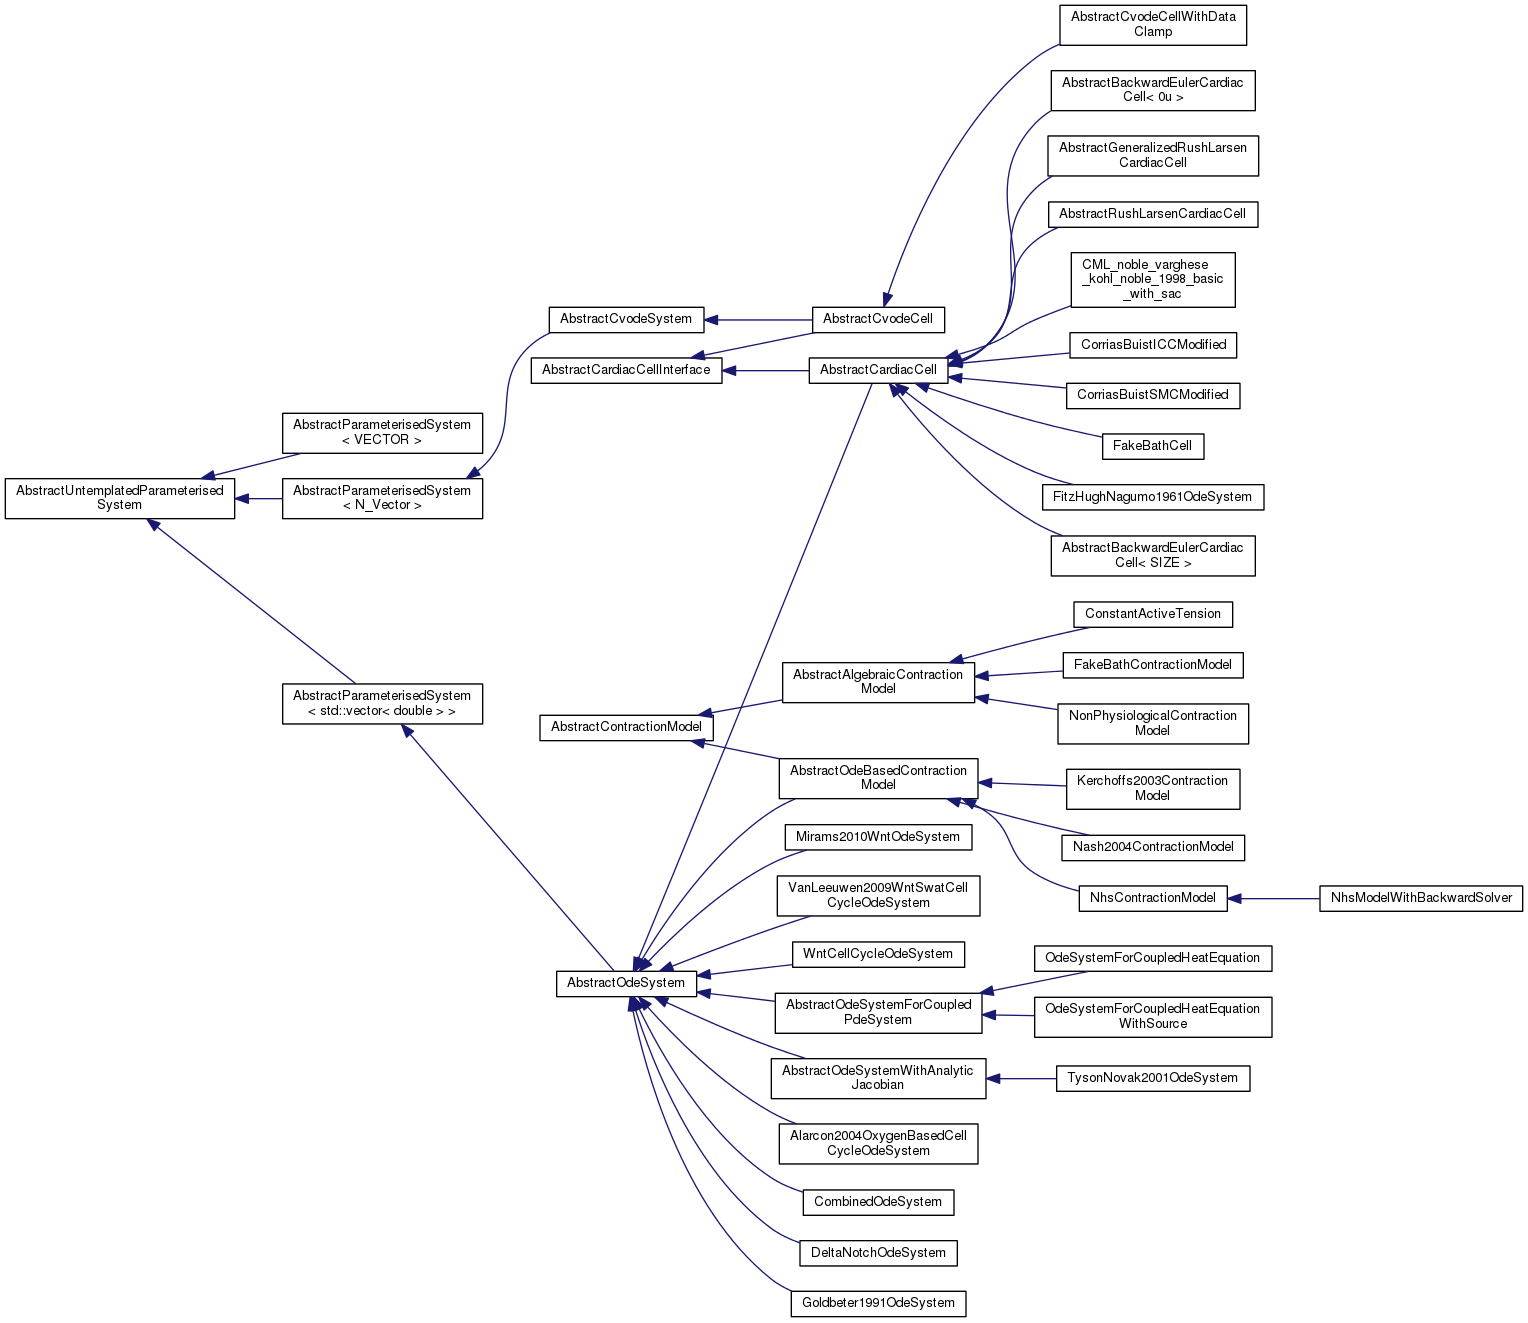 AbstractCvodeCellWithData
Clamp
AbstractBackwardEulerCardiac
Cell< 0u >
AbstractGeneralizedRushLarsen
CardiacCell
AbstractRushLarsenCardiacCell
CML_noble_varghese
_kohl_noble_1998_basic
_with_sac
AbstractCvodeSystem
AbstractCvodeCell
CorriasBuistICCModified
AbstractCardiacCellInterface
AbstractCardiacCell
CorriasBuistSMCModified
AbstractParameterisedSystem
< VECTOR >
FakeBathCell
AbstractUntemplatedParameterised
System
AbstractParameterisedSystem
< N_Vector >
FitzHughNagumo1961OdeSystem
AbstractBackwardEulerCardiac
Cell< SIZE >
ConstantActiveTension
FakeBathContractionModel
AbstractAlgebraicContraction
Model
AbstractParameterisedSystem
< std::vector< double > >
NonPhysiologicalContraction
Model
AbstractContractionModel
AbstractOdeBasedContraction
Model
Kerchoffs2003Contraction
Model
Mirams2010WntOdeSystem
Nash2004ContractionModel
VanLeeuwen2009WntSwatCell
CycleOdeSystem
NhsContractionModel
NhsModelWithBackwardSolver
WntCellCycleOdeSystem
OdeSystemForCoupledHeatEquation
AbstractOdeSystem
AbstractOdeSystemForCoupled
PdeSystem
OdeSystemForCoupledHeatEquation
WithSource
AbstractOdeSystemWithAnalytic
Jacobian
TysonNovak2001OdeSystem
Alarcon2004OxygenBasedCell
CycleOdeSystem
CombinedOdeSystem
DeltaNotchOdeSystem
Goldbeter1991OdeSystem